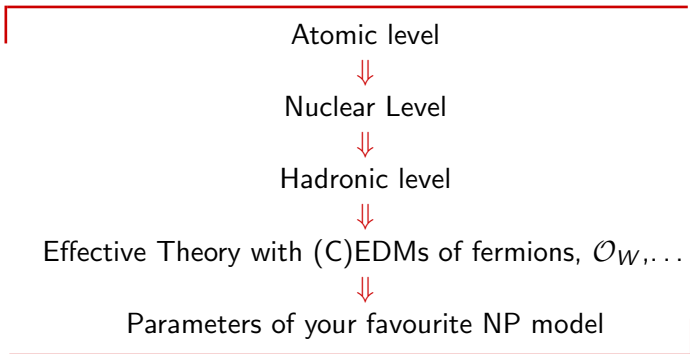 Atomic level
⇓
Nuclear Level
⇓
Hadronic level
⇓
Effective Theory with (C)EDMs of fermions, 𝒪_W,...
⇓
Parameters of your favourite NP model